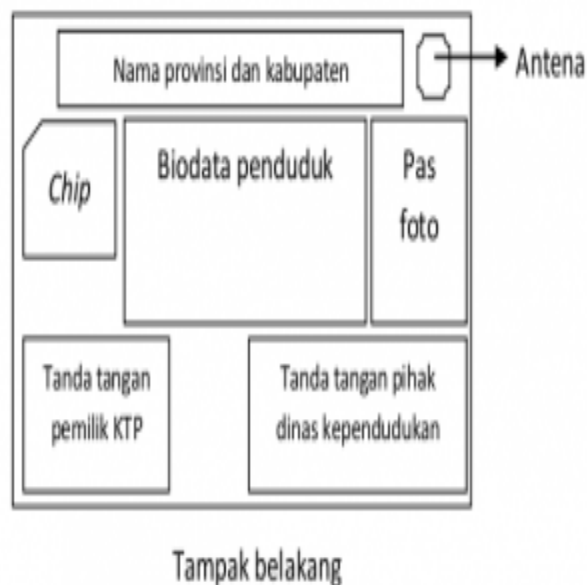 Nama provinsi dan kabupaten
Antena
Chip
Biodata penduduk
Pas
foto
Tanda tangan
pemilik KTP
Tanda tangan pihak
dinas kependudukan
Tampak belakang